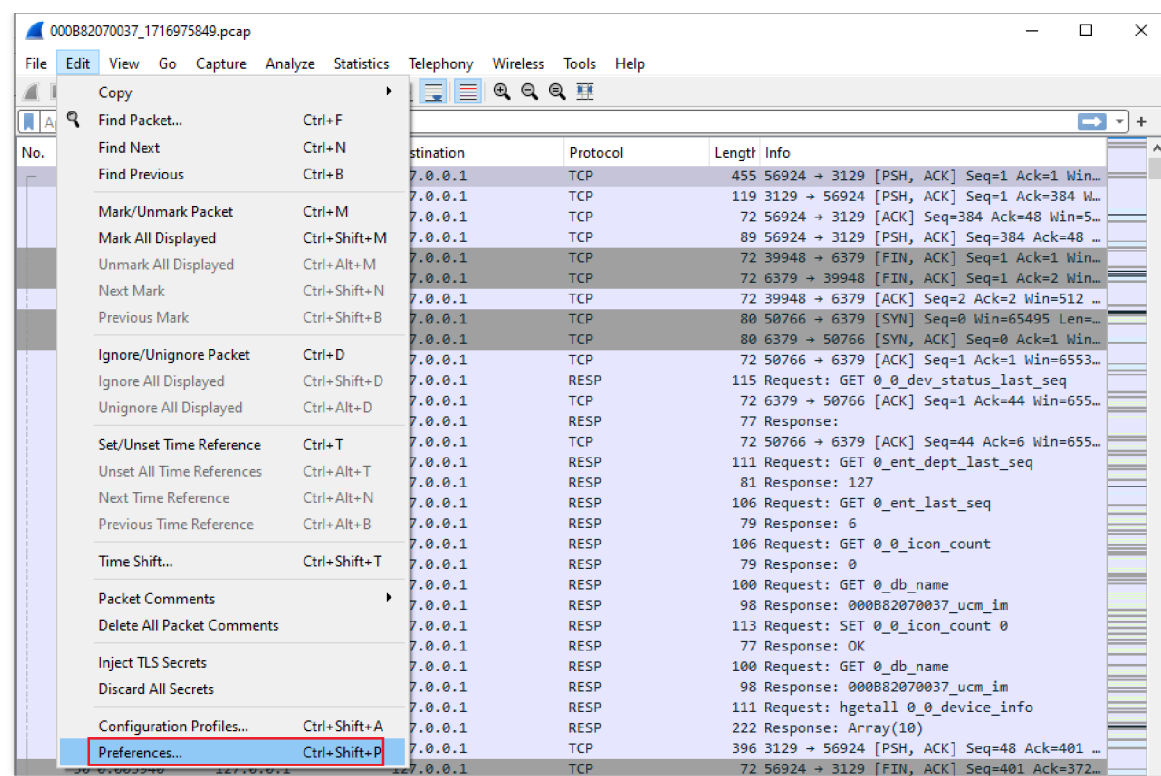 000B82070037_1716975849.pcap
File Edit View Go Capture Analyze Statistics Telephony Wireless Tools Help
Copy
Find Packet... Ctrl+F
Find Next Ctrl+N
Find Previous Ctrl+B
Mark/Unmark Packet Ctrl+M
Mark All Displayed Ctrl+Shift+M
Unmark All Displayed Ctrl+Alt+M
Next Mark Ctrl+Shift+N
Previous Mark Ctrl+Shift+B
Ignore/Unignore Packet Ctrl+D
Ignore All Displayed Ctrl+Shift+D
Unignore All Displayed Ctrl+Alt+D
Set/Unset Time Reference Ctrl+T
Unset All Time References Ctrl+Alt+T
Next Time Reference Ctrl+Alt+N
Previous Time Reference Ctrl+Alt+B
Time Shift... Ctrl+Shift+T
Packet Comments
Delete All Packet Comments
Inject TLS Secrets
Discard All Secrets
Configuration Profiles... Ctrl+Shift+A
Preferences... Ctrl+Shift+P
No. stination Protocol Length Info
7.0.0.1 TCP 455 56924 → 3129 [PSH, ACK] Seq=1 Ack=1 Win…
7.0.0.1 TCP 119 3129 → 56924 [PSH, ACK] Seq=1 Ack=384 W…
7.0.0.1 TCP 72 56924 → 3129 [ACK] Seq=384 Ack=48 Win=5…
7.0.0.1 TCP 89 56924 → 3129 [PSH, ACK] Seq=384 Ack=48 …
7.0.0.1 TCP 72 39948 → 6379 [FIN, ACK] Seq=1 Ack=1 Win…
7.0.0.1 TCP 72 6379 → 39948 [FIN, ACK] Seq=1 Ack=2 Win…
7.0.0.1 TCP 72 39948 → 6379 [ACK] Seq=2 Ack=2 Win=512 …
7.0.0.1 TCP 80 50766 → 6379 [SYN] Seq=0 Win=65495 Len=…
7.0.0.1 TCP 80 6379 → 50766 [SYN, ACK] Seq=0 Ack=1 Win…
7.0.0.1 TCP 72 50766 → 6379 [ACK] Seq=1 Ack=1 Win=6553…
7.0.0.1 RESP 115 Request: GET 0_0_dev_status_last_seq
7.0.0.1 TCP 72 6379 → 50766 [ACK] Seq=1 Ack=44 Win=655…
7.0.0.1 RESP 77 Response:
7.0.0.1 TCP 72 50766 → 6379 [ACK] Seq=44 Ack=6 Win=655…
7.0.0.1 RESP 111 Request: GET 0_ent_dept_last_seq
7.0.0.1 RESP 81 Response: 127
7.0.0.1 RESP 106 Request: GET 0_ent_last_seq
7.0.0.1 RESP 79 Response: 6
7.0.0.1 RESP 106 Request: GET 0_0_icon_count
7.0.0.1 RESP 79 Response: 0
7.0.0.1 RESP 100 Request: GET 0_db_name
7.0.0.1 RESP 98 Response: 000B82070037_ucm_im
7.0.0.1 RESP 113 Request: SET 0_0_icon_count 0
7.0.0.1 RESP 77 Response: OK
7.0.0.1 RESP 100 Request: GET 0_db_name
7.0.0.1 RESP 98 Response: 000B82070037_ucm_im
7.0.0.1 RESP 111 Request: hgetall 0_0_device_info
7.0.0.1 RESP 222 Response: Array(10)
7.0.0.1 TCP 396 3129 → 56924 [PSH, ACK] Seq=48 Ack=401 …
127.0.0.1 TCP 72 56924 → 3129 [FIN, ACK] Seq=401 Ack=372…